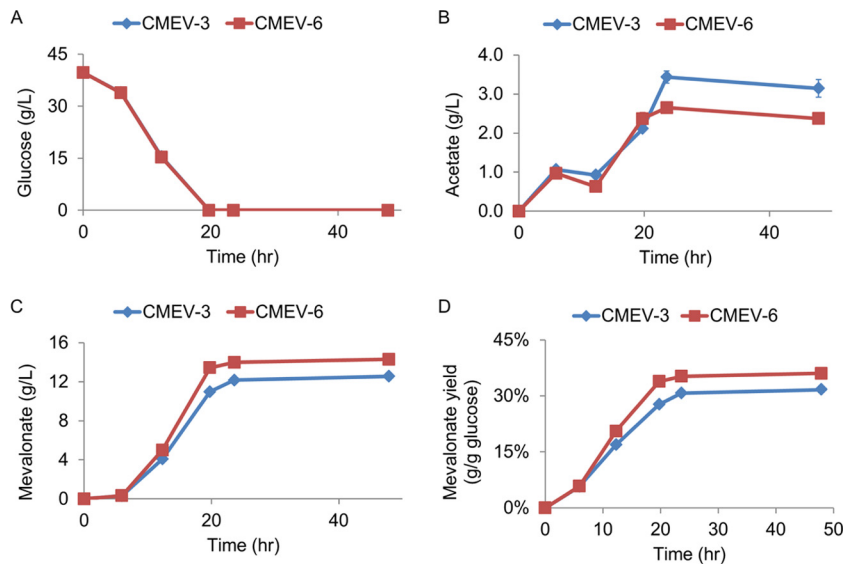 A
CMEV-3 CMEV-6
45
30
15
0
Glucose (g/L)
0 20 40
Time (hr)
B
CMEV-3 CMEV-6
4.0
3.0
2.0
1.0
0.0
Acetate (g/L)
0 20 40
Time (hr)
C
CMEV-3 CMEV-6
16
12
8
4
0
Mevalonate (g/L)
0 20 40
Time (hr)
D
CMEV-3 CMEV-6
45%
30%
15%
0%
Mevalonate yield
(g/g glucose)
0 10 20 30 40 50
Time (hr)